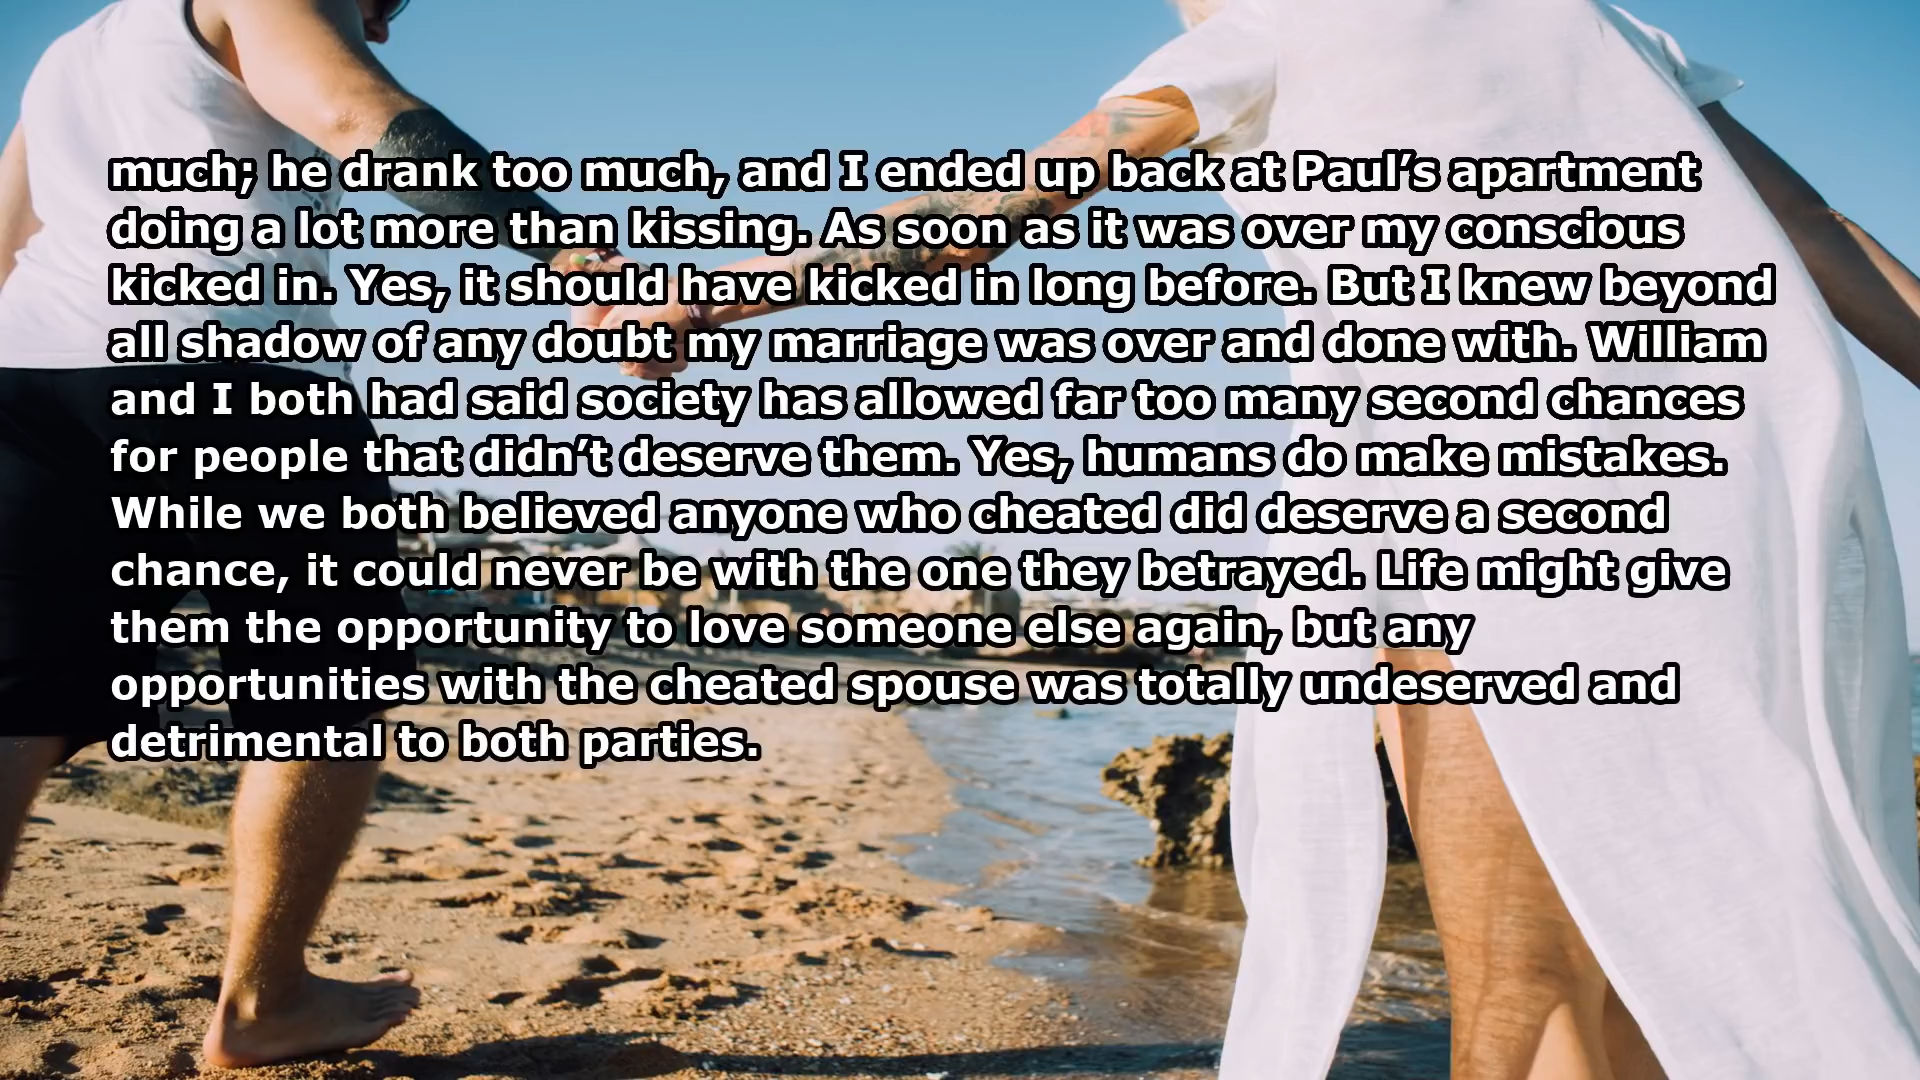 much; he drank too much, and I ended up back at Paul’s apartment
doing a lot more than kissing. As soon as it was over my conscious
kicked in. Yes, it should have kicked in long before. But I knew beyond
all shadow of any doubt my marriage was over and done with. William
and I both had said society has allowed far too many second chances
for people that didn’t deserve them. Yes, humans do make mistakes.
While we both believed anyone who cheated did deserve a second
chance, it could never be with the one they betrayed. Life might give
them the opportunity to love someone else again, but any
opportunities with the cheated spouse was totally undeserved and
detrimental to both parties.